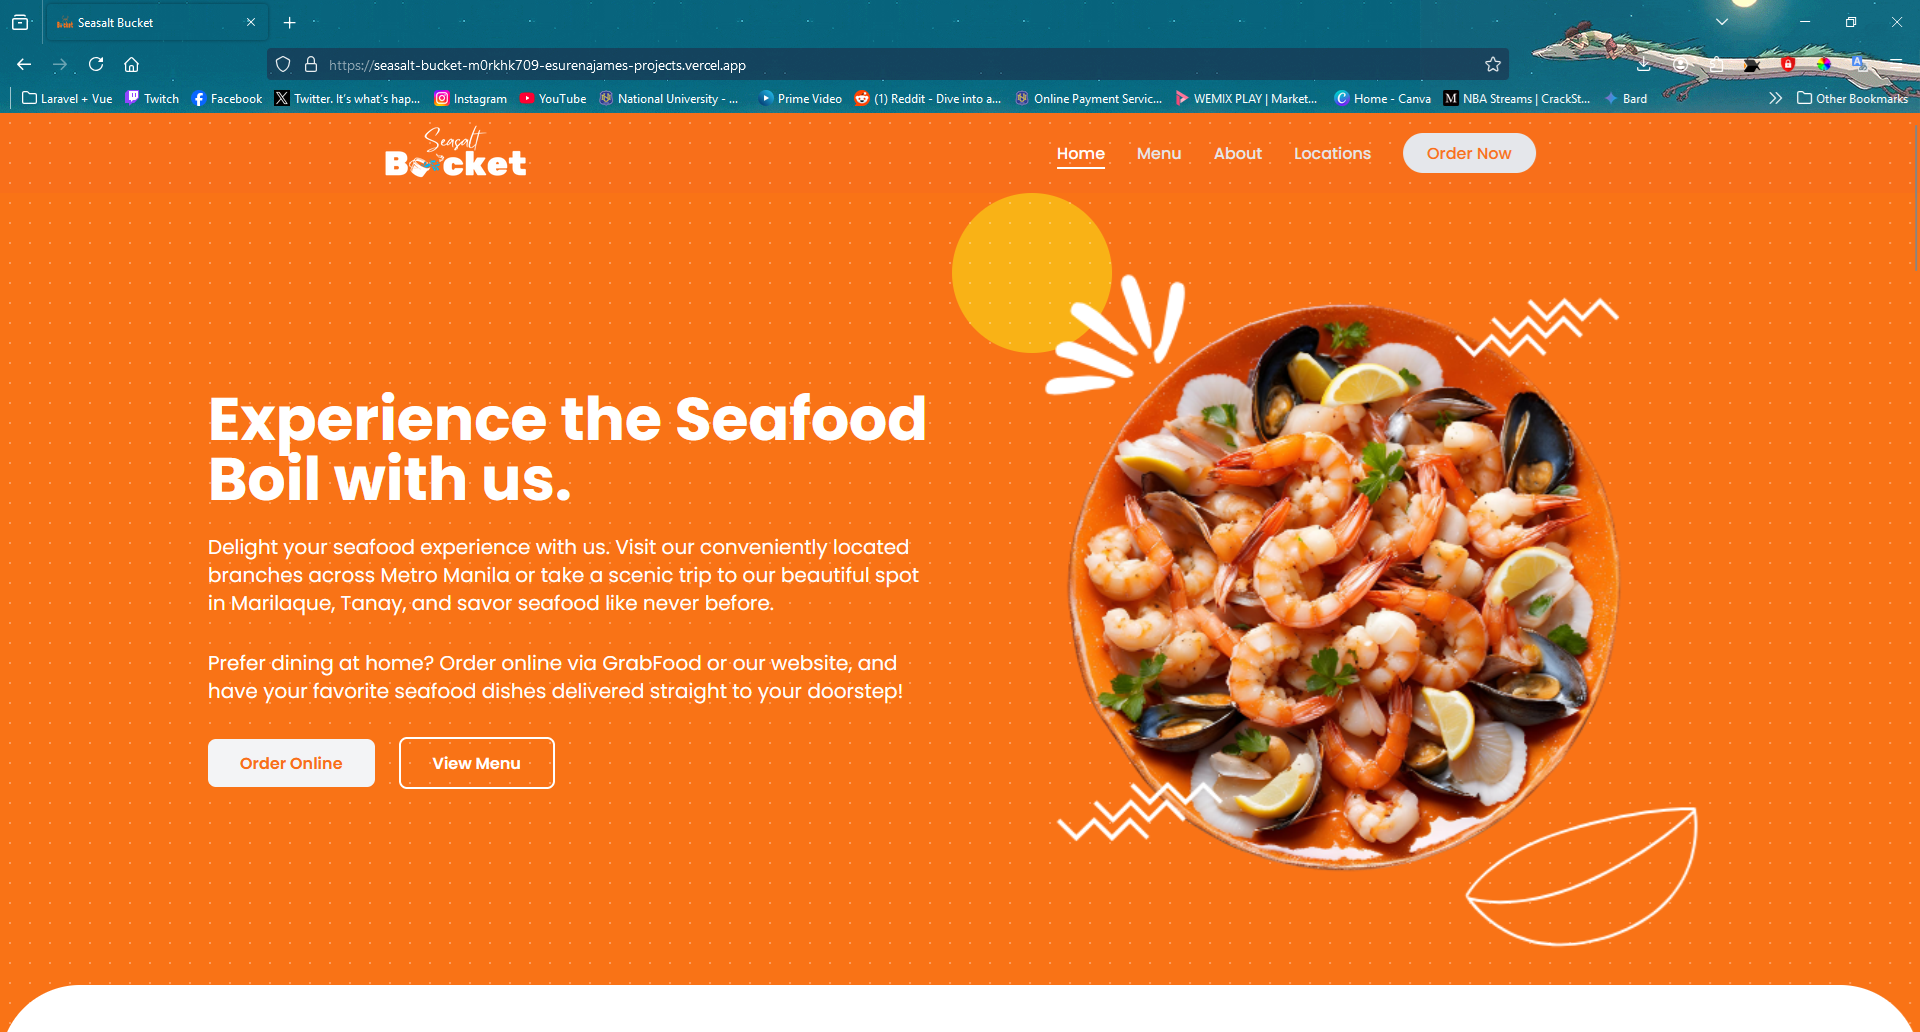 Seasalt Bucket
https://seasalt-bucket-m0rkhk709-esurenajames-projects.vercel.app
Laravel + Vue
Twitch
Facebook
Twitter. It's what's hap...
Instagram
YouTube
National University - ...
Prime Video
(1) Reddit - Dive into a...
Online Payment Servic...
WEMIX PLAY | Market...
Home - Canva
NBA Streams | CrackSt...
Bard
Other Bookmarks
Seasalt
Bucket
Home
Menu
About
Locations
Order Now
Experience the Seafood
Boil with us.
Delight your seafood experience with us. Visit our conveniently located
branches across Metro Manila or take a scenic trip to our beautiful spot
in Marilaque, Tanay, and savor seafood like never before.
Prefer dining at home? Order online via GrabFood or our website, and
have your favorite seafood dishes delivered straight to your doorstep!
Order Online
View Menu